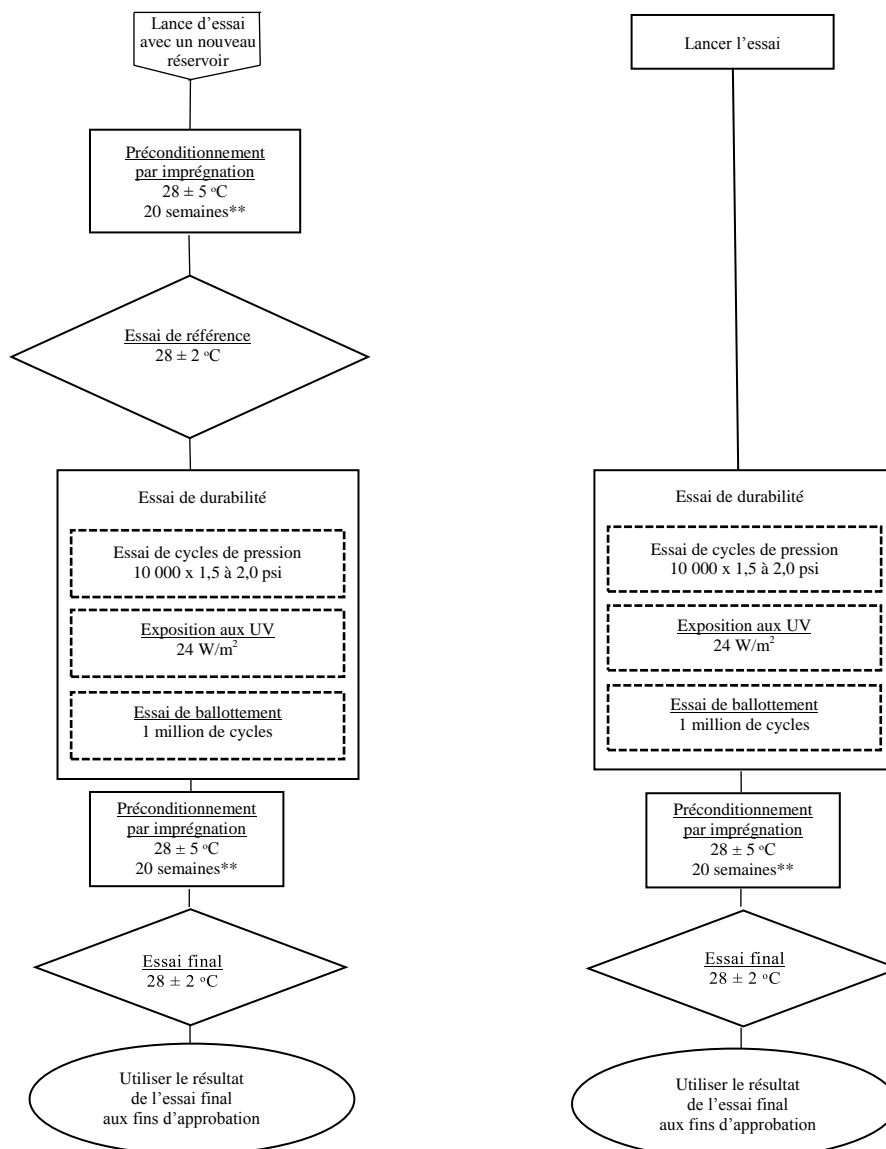 Lance d'essai
avec un nouveau
réservoir
Préconditionnement
par imprégnation
28 ± 5 ºC
20 semaines**
Essai de référence
28 ± 2 ºC
Essai de durabilité
Essai de cycles de pression
10 000 x 1,5 à 2,0 psi
Exposition aux UV
24 W/m²
Essai de ballottement
1 million de cycles
Préconditionnement
par imprégnation
28 ± 5 ºC
20 semaines**
Essai final
28 ± 2 ºC
Utiliser le résultat
de l'essai final
aux fins d'approbation
Lancer l'essai
Essai de durabilité
Essai de cycles de pression
10 000 x 1,5 à 2,0 psi
Exposition aux UV
24 W/m²
Essai de ballottement
1 million de cycles
Préconditionnement
par imprégnation
28 ± 5 ºC
20 semaines**
Essai final
28 ± 2 ºC
Utiliser le résultat
de l'essai final
aux fins d'approbation